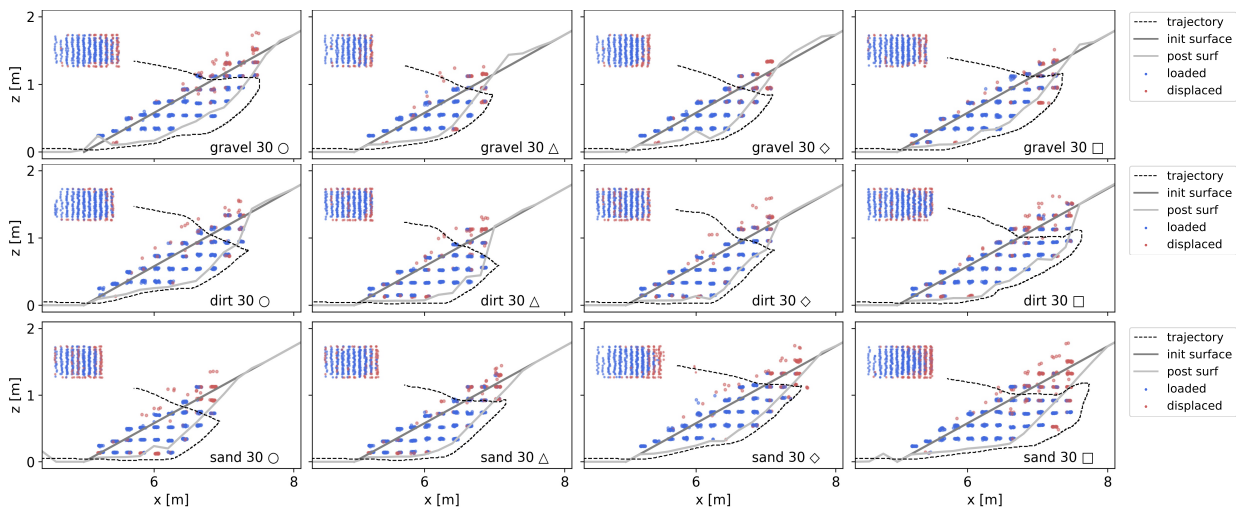 2
1
0
z [m]
gravel 30 ○
gravel 30 △
gravel 30 ◇
gravel 30 □
trajectory
init surface
post surf
loaded
displaced
2
1
0
z [m]
dirt 30 ○
dirt 30 △
dirt 30 ◇
dirt 30 □
trajectory
init surface
post surf
loaded
displaced
2
1
0
z [m]
sand 30 ○
sand 30 △
sand 30 ◇
sand 30 □
trajectory
init surface
post surf
loaded
displaced
6 8 6 8 6 8 6 8
x [m] x [m] x [m] x [m]